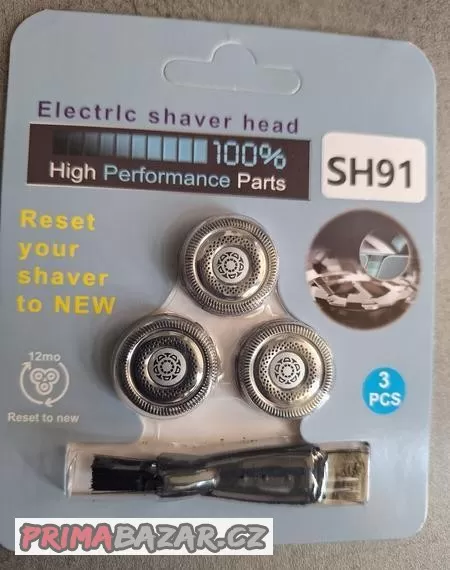 Electric shaver head
100%
High Performance Parts
SH91
Reset
your
shaver
to NEW
12mo
Reset to new
3
PCS
PRIMABAZAR.CZ